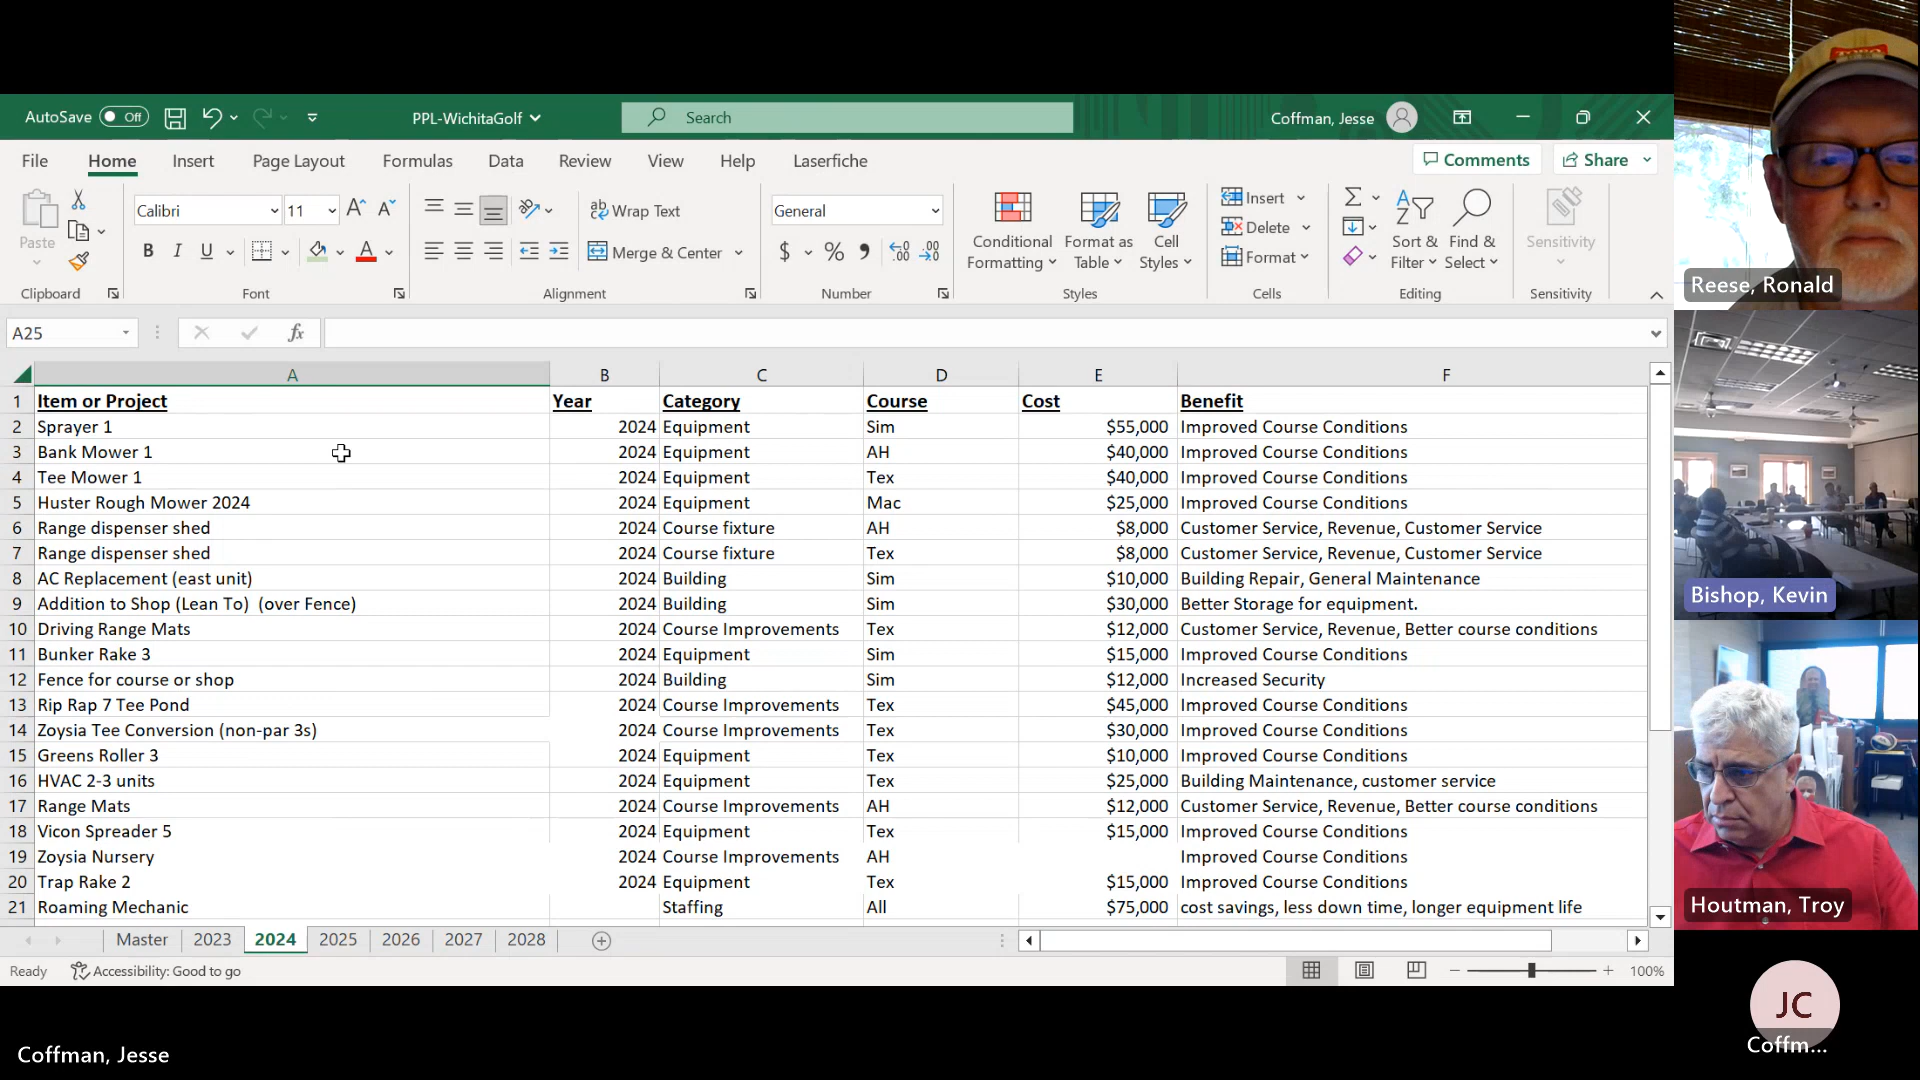 AutoSave Off PPL-WichitaGolf Search Coffman, Jesse
File Home Insert Page Layout Formulas Data Review View Help Laserfiche Comments Share
Calibri 11 Wrap Text General Insert
Paste B I U A Merge & Center $ % Conditional Formatting Format as Table Cell Styles Delete Sort & Filter Find & Select Sensitivity
Format
Clipboard Font Alignment Number Styles Cells Editing Sensitivity
A25 fx
A B C D E F
1 Item or Project Year Category Course Cost Benefit
2 Sprayer 1 2024 Equipment Sim $55,000 Improved Course Conditions
3 Bank Mower 1 2024 Equipment AH $40,000 Improved Course Conditions
4 Tee Mower 1 2024 Equipment Tex $40,000 Improved Course Conditions
5 Huster Rough Mower 2024 2024 Equipment Mac $25,000 Improved Course Conditions
6 Range dispenser shed 2024 Course fixture AH $8,000 Customer Service, Revenue, Customer Service
7 Range dispenser shed 2024 Course fixture Tex $8,000 Customer Service, Revenue, Customer Service
8 AC Replacement (east unit) 2024 Building Sim $10,000 Building Repair, General Maintenance
9 Addition to Shop (Lean To) (over Fence) 2024 Building Sim $30,000 Better Storage for equipment.
10 Driving Range Mats 2024 Course Improvements Tex $12,000 Customer Service, Revenue, Better course conditions
11 Bunker Rake 3 2024 Equipment Sim $15,000 Improved Course Conditions
12 Fence for course or shop 2024 Building Sim $12,000 Increased Security
13 Rip Rap 7 Tee Pond 2024 Course Improvements Tex $45,000 Improved Course Conditions
14 Zoysia Tee Conversion (non-par 3s) 2024 Course Improvements Tex $30,000 Improved Course Conditions
15 Greens Roller 3 2024 Equipment Tex $10,000 Improved Course Conditions
16 HVAC 2-3 units 2024 Equipment Tex $25,000 Building Maintenance, customer service
17 Range Mats 2024 Course Improvements AH $12,000 Customer Service, Revenue, Better course conditions
18 Vicon Spreader 5 2024 Equipment Tex $15,000 Improved Course Conditions
19 Zoysia Nursery 2024 Course Improvements AH Improved Course Conditions
20 Trap Rake 2 2024 Equipment Tex $15,000 Improved Course Conditions
21 Roaming Mechanic Staffing All $75,000 cost savings, less down time, longer equipment life
Master 2023 2024 2025 2026 2027 2028
Ready Accessibility: Good to go 100%
Coffman, Jesse
Reese, Ronald
Bishop, Kevin
Houtman, Troy
JC
Coffm...